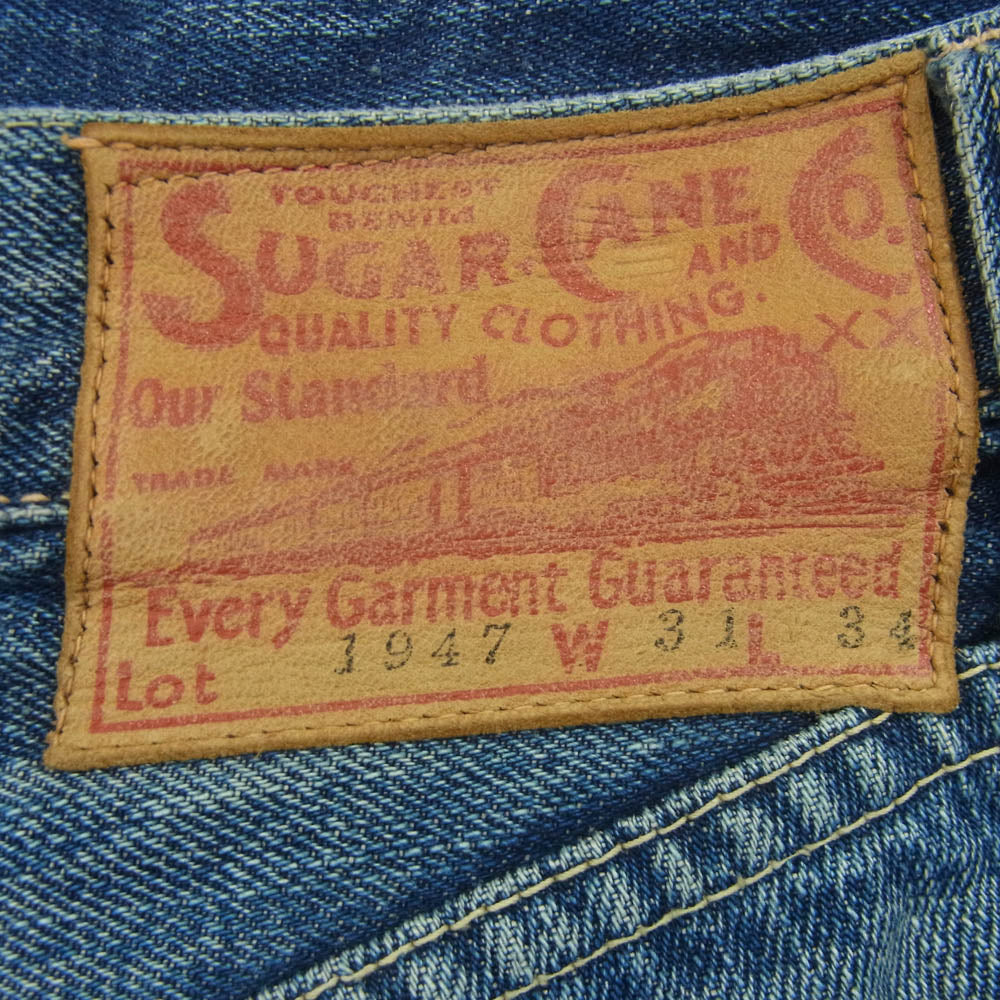 TOUGHEST
DENIM
SUGAR CANE AND CO.
QUALITY CLOTHING.
XX
Our Standard
TRADE MARK
Every Garment Guaranteed
Lot 1947 W 31 L 34